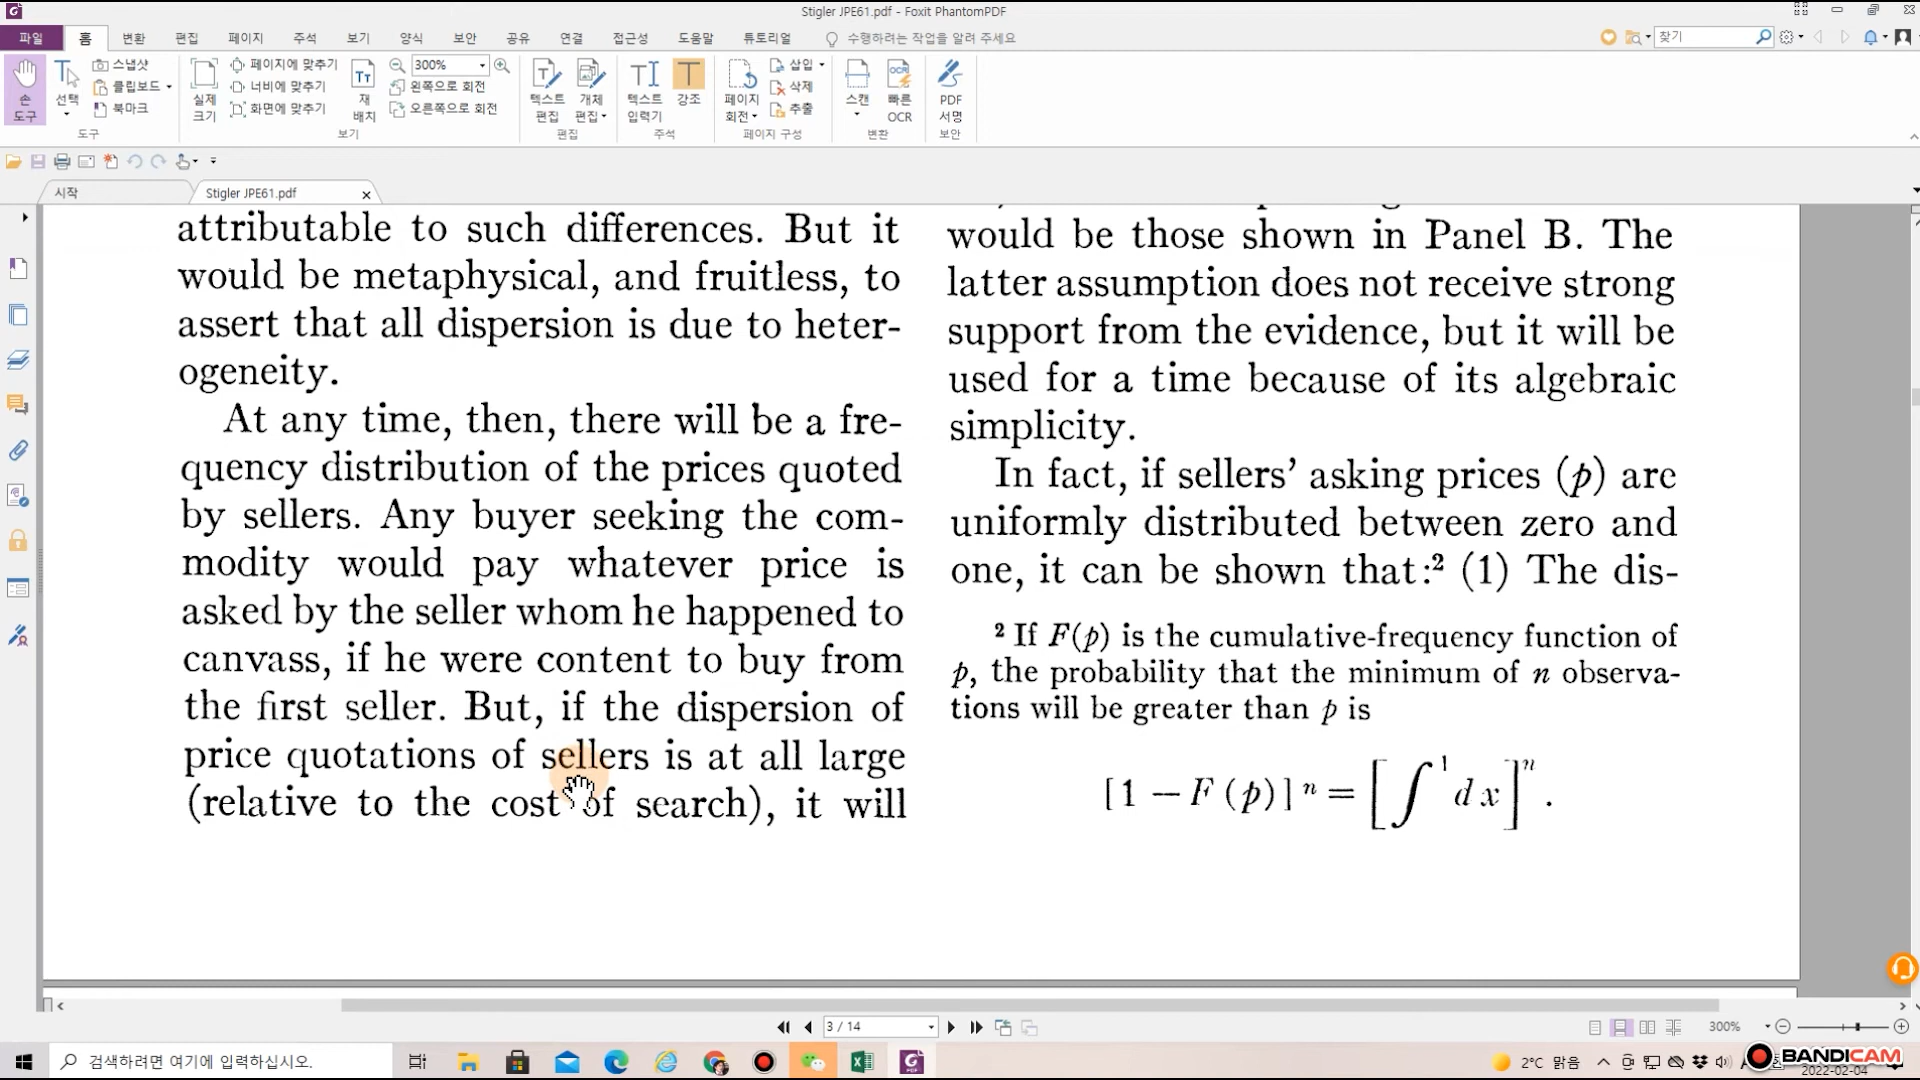 Stigler JPE61.pdf - Foxit PhantomPDF
파일 홈 변환 편집 페이지 주석 보기 양식 보안 공유 연결 접근성 도움말 튜토리얼 수행하려는 작업을 알려 주세요 찾기
손 도구
선택
스냅샷
클립보드
북마크
도구
실제 크기
페이지에 맞추기
너비에 맞추기
화면에 맞추기
재 배치
300%
왼쪽으로 회전
오른쪽으로 회전
보기
텍스트 편집
개체 편집
편집
텍스트 입력기
강조
주석
페이지 회전
삽입
삭제
추출
페이지 구성
스캔
빠른 OCR
변환
PDF 서명
보안
시작
Stigler JPE61.pdf
attributable to such differences. But it
would be metaphysical, and fruitless, to
assert that all dispersion is due to heter-
ogeneity.
At any time, then, there will be a fre-
quency distribution of the prices quoted
by sellers. Any buyer seeking the com-
modity would pay whatever price is
asked by the seller whom he happened to
canvass, if he were content to buy from
the first seller. But, if the dispersion of
price quotations of sellers is at all large
(relative to the cost of search), it will
would be those shown in Panel B. The
latter assumption does not receive strong
support from the evidence, but it will be
used for a time because of its algebraic
simplicity.
In fact, if sellers’ asking prices (p) are
uniformly distributed between zero and
one, it can be shown that:² (1) The dis-
² If F(p) is the cumulative-frequency function of
p, the probability that the minimum of n observa-
tions will be greater than p is
[1 − F(p)]ⁿ = [∫¹ dx]ⁿ.
3 / 14
300%
검색하려면 여기에 입력하십시오.
2°C 맑음
BANDICAM
2022-02-04